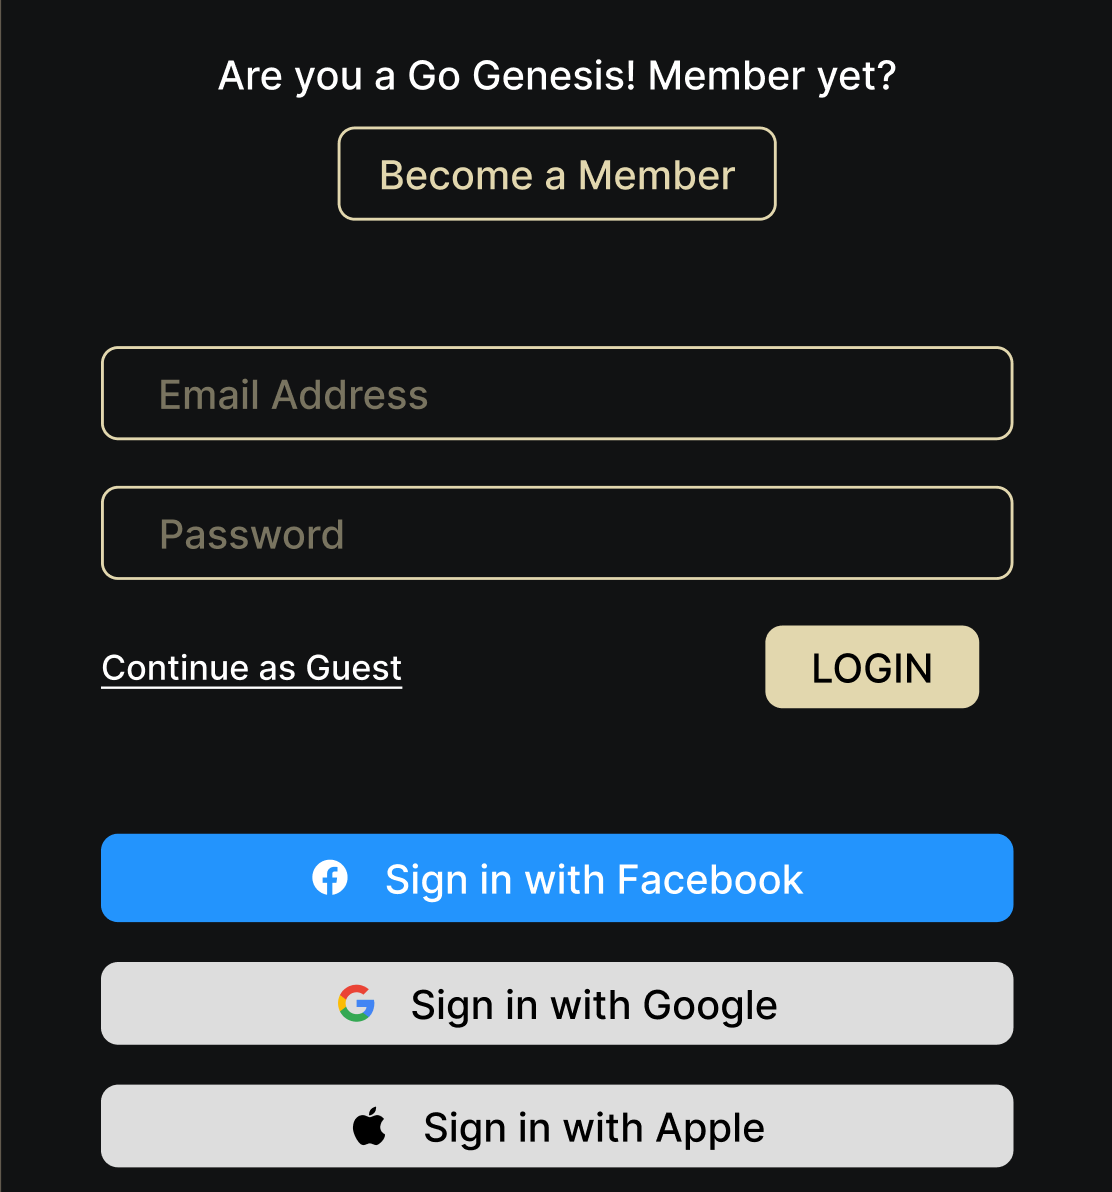 Are you a Go Genesis! Member yet?
Become a Member
Email Address
Password
Continue as Guest
LOGIN
Sign in with Facebook
Sign in with Google
Sign in with Apple